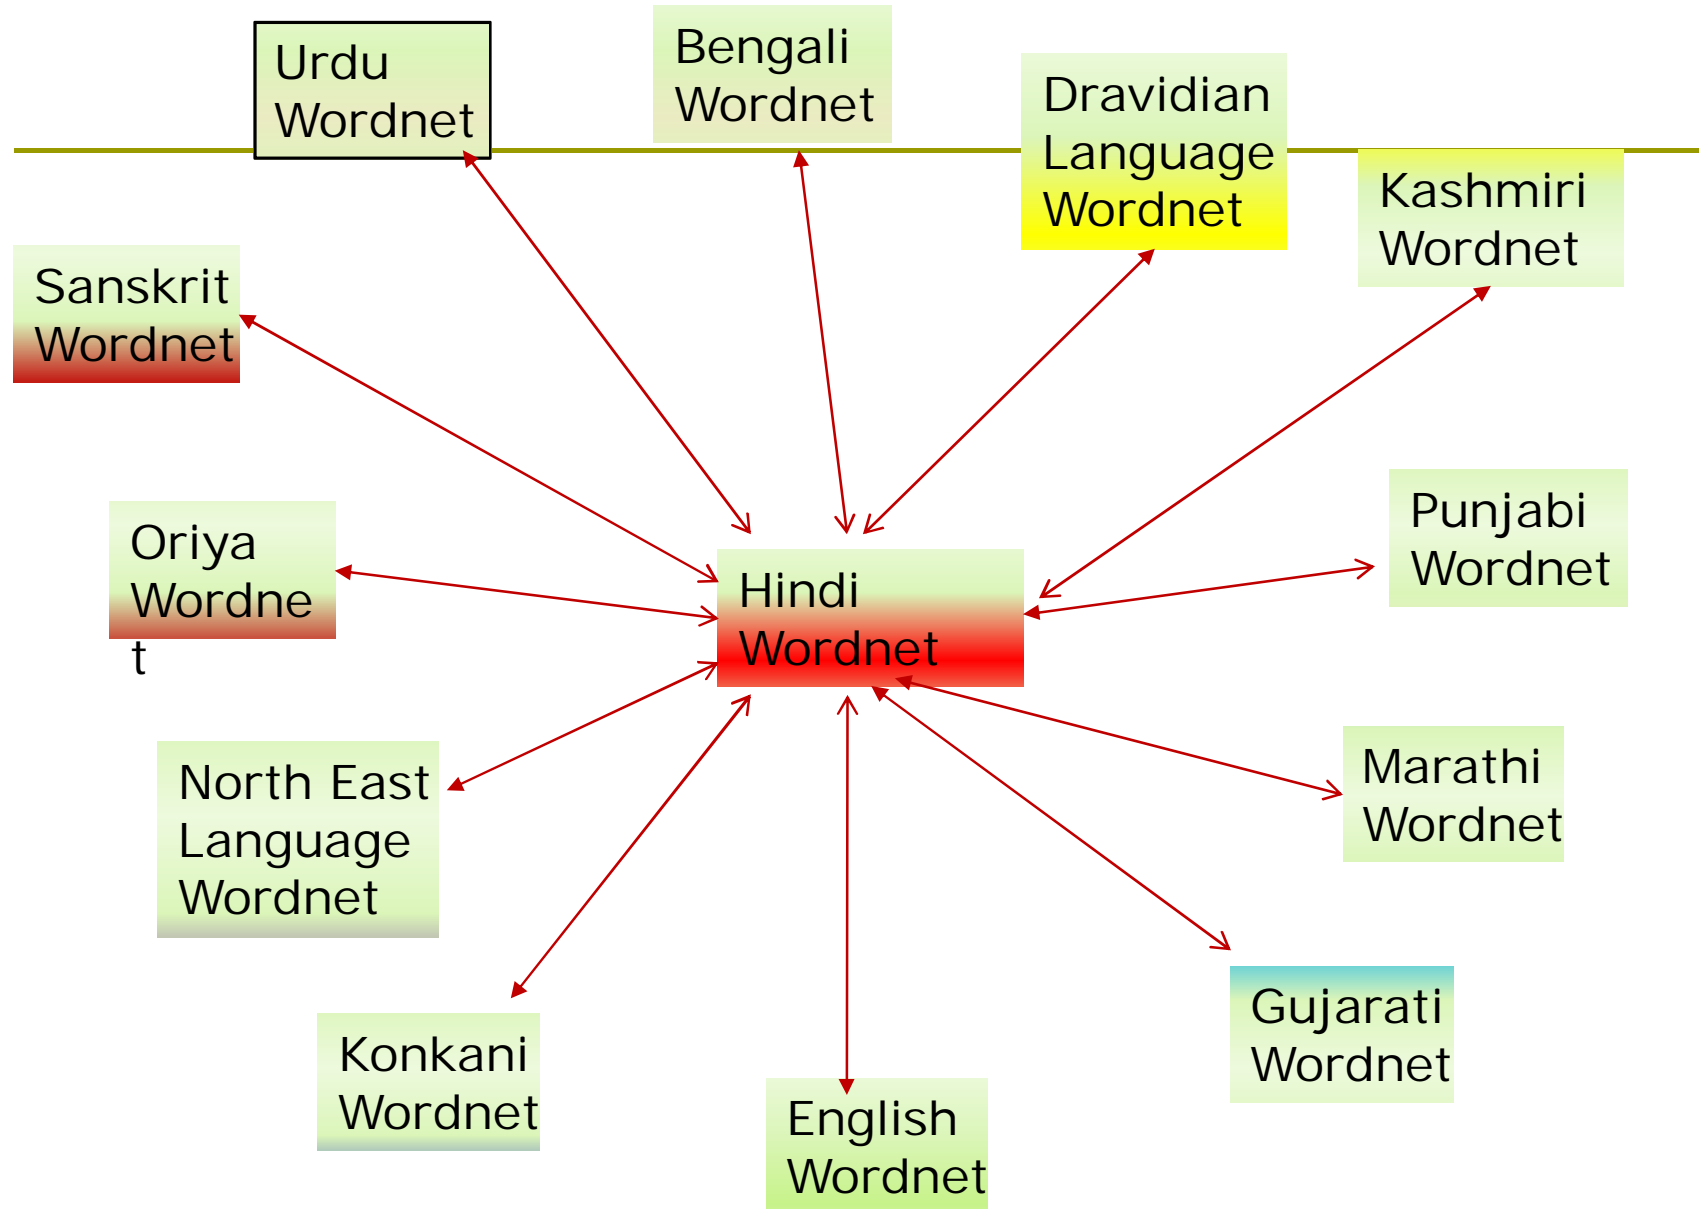 Urdu
Wordnet
Bengali
Wordnet
Dravidian
Language
Wordnet
Kashmiri
Wordnet
Sanskrit
Wordnet
Oriya
Wordne
t
Hindi
Wordnet
Punjabi
Wordnet
North East
Language
Wordnet
Marathi
Wordnet
Konkani
Wordnet
English
Wordnet
Gujarati
Wordnet